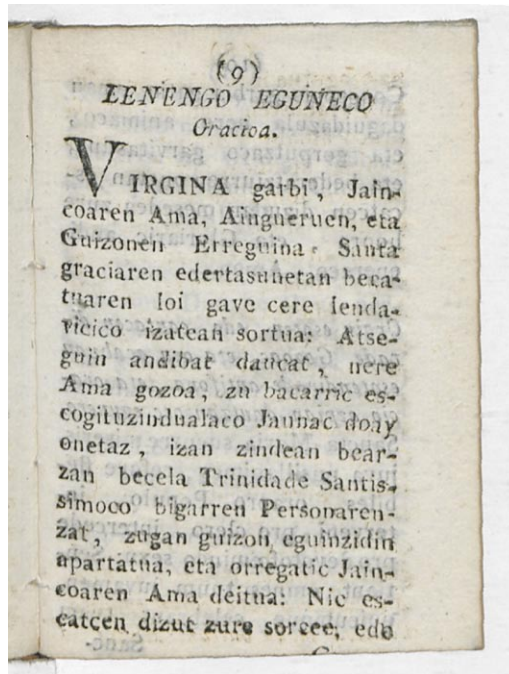 (9)
LENENGO EGUNECO
Oracioa.
VIRGINA garbi, Jain-
coaren Ama, Aingneruen, eta
Guizonen Erreguina. Santa
graciaren edertasunetan beca-
tuaren loi gave cere lenda-
vicico izatean sortua: Atse-
guin andibat daucat, nere
Ama gozoa, zu bacarric es-
cogituzindualaco Jaunac doay
onetaz, izan zindean bear-
zan becela Trinidade Santis-
simoco bigarren Personaren-
zat, zugan guizon eguinzidin
apartatua, eta orregatic Jain-
coaren Ama deitua: Nic es-
catcen dizut zure sorcee, edo